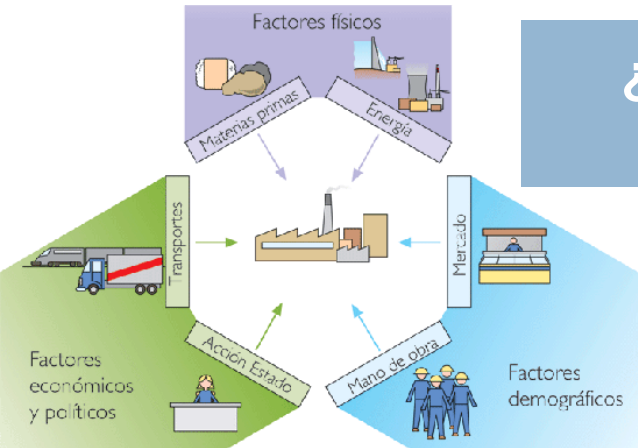 Factores físicos
¿
Materias primas
Energía
Transportes
Mercado
Acción Estado
Mano de obra
Factores
económicos
y políticos
Factores
demográficos